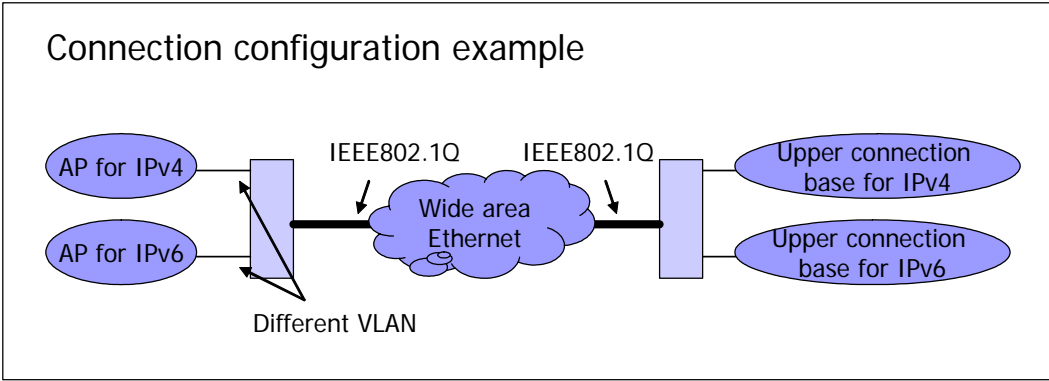 Connection configuration example
IEEE802.1Q
IEEE802.1Q
AP for IPv4
Upper connection
base for IPv4
Wide area
Ethernet
AP for IPv6
Upper connection
base for IPv6
Different VLAN